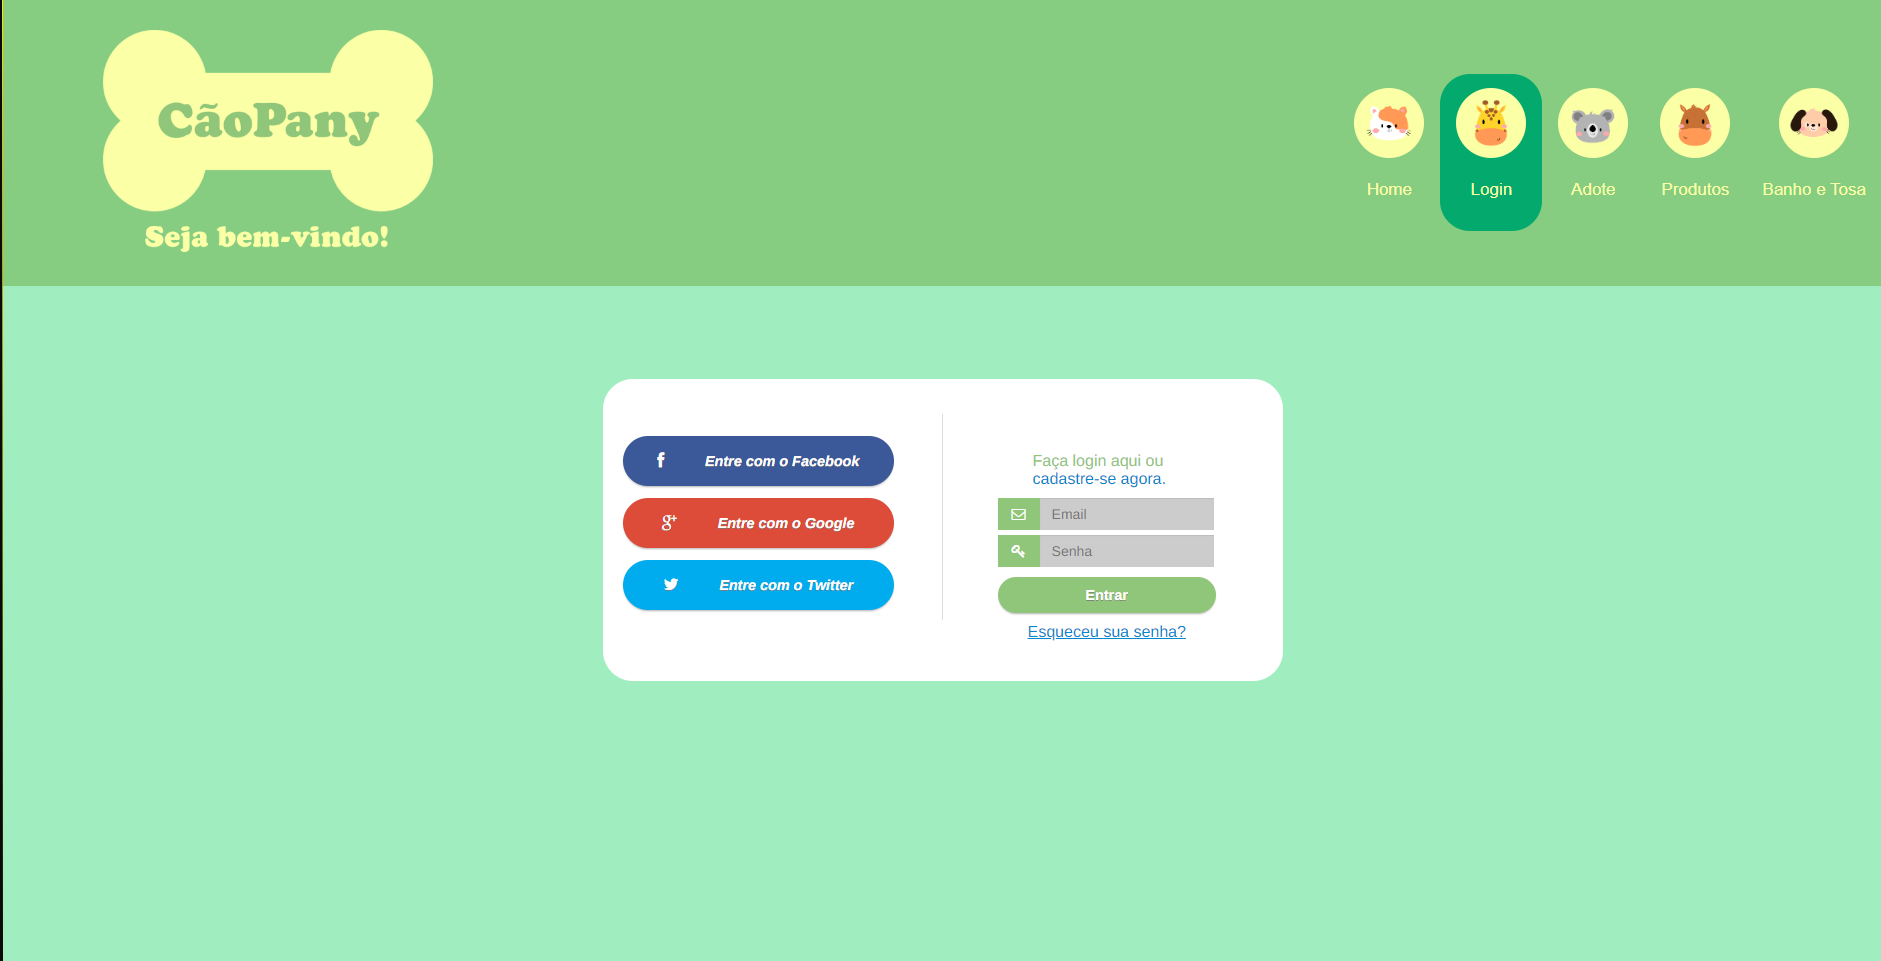 CãoPany
Seja bem-vindo!
Home
Login
Adote
Produtos
Banho e Tosa
Entre com o Facebook
Entre com o Google
Entre com o Twitter
Faça login aqui ou
cadastre-se agora.
Email
Senha
Entrar
Esqueceu sua senha?